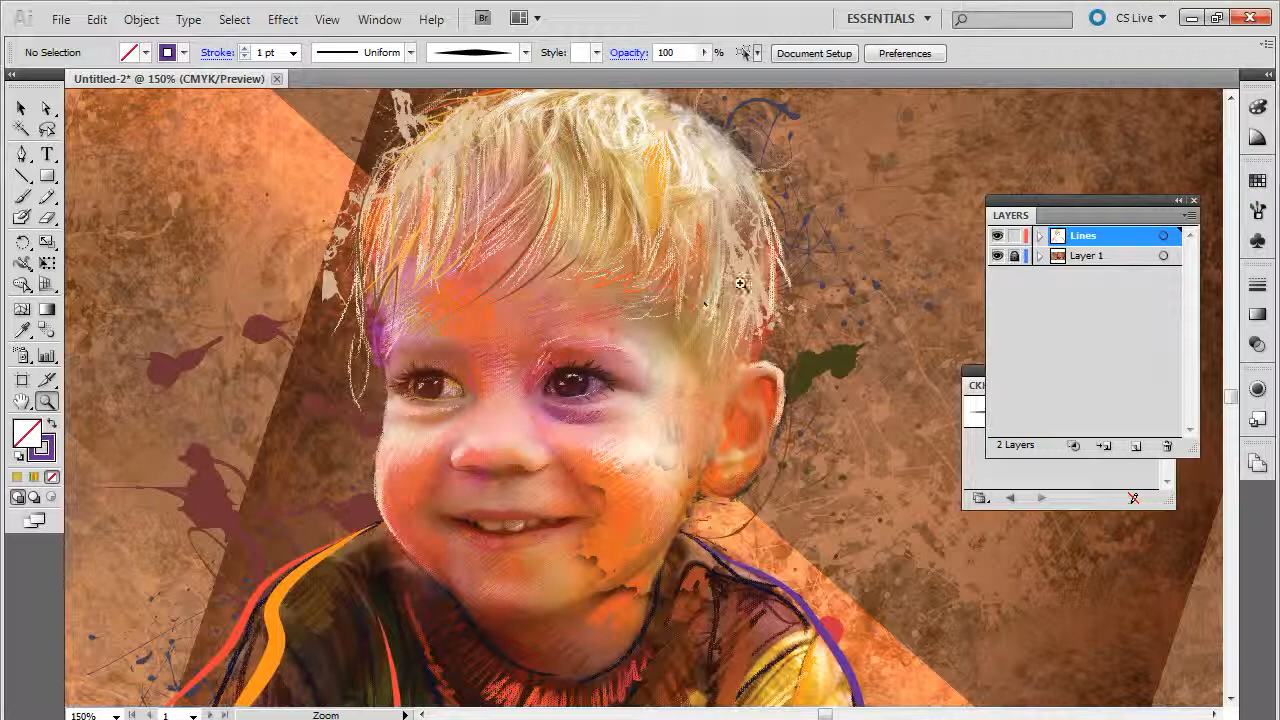 Ai File Edit Object Type Select Effect View Window Help Br ESSENTIALS CS Live
No Selection Stroke: 1 pt Uniform Style: Opacity: 100 % Document Setup Preferences
Untitled-2* @ 150% (CMYK/Preview)
LAYERS
Lines
Layer 1
2 Layers
150% 1 Zoom